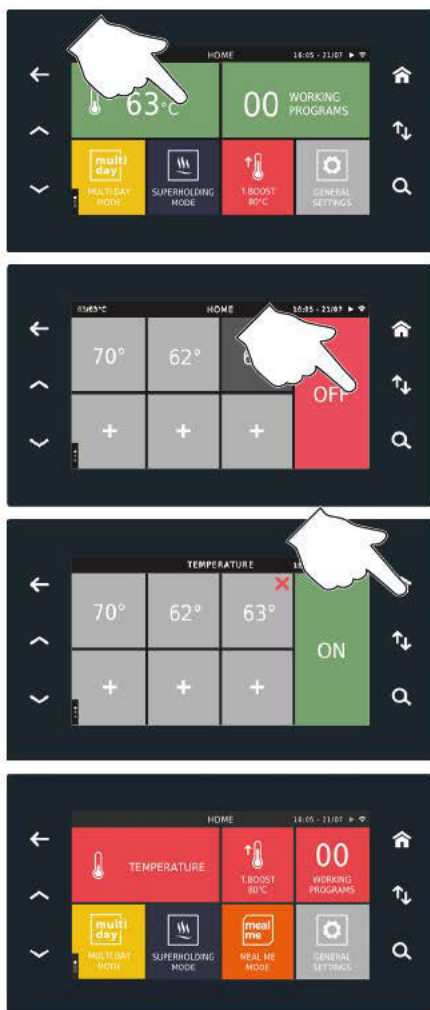 HOME 16:05 - 21/07
63°C
00 WORKING
PROGRAMS
multi
day
MULTI.DAY
MODE
SUPERHOLDING
MODE
T.BOOST
80°C
GENERAL
SETTINGS
03/63°C HOME 16:05 - 21/07
70° 62°
OFF
+ + +
TEMPERATURE
70° 62° 63°
ON
+ + +
HOME 16:05 - 21/07
TEMPERATURE
T.BOOST
80°C
00
WORKING
PROGRAMS
multi
day
MULTI.DAY
MODE
SUPERHOLDING
MODE
meal
me
MEAL ME
MODE
GENERAL
SETTINGS